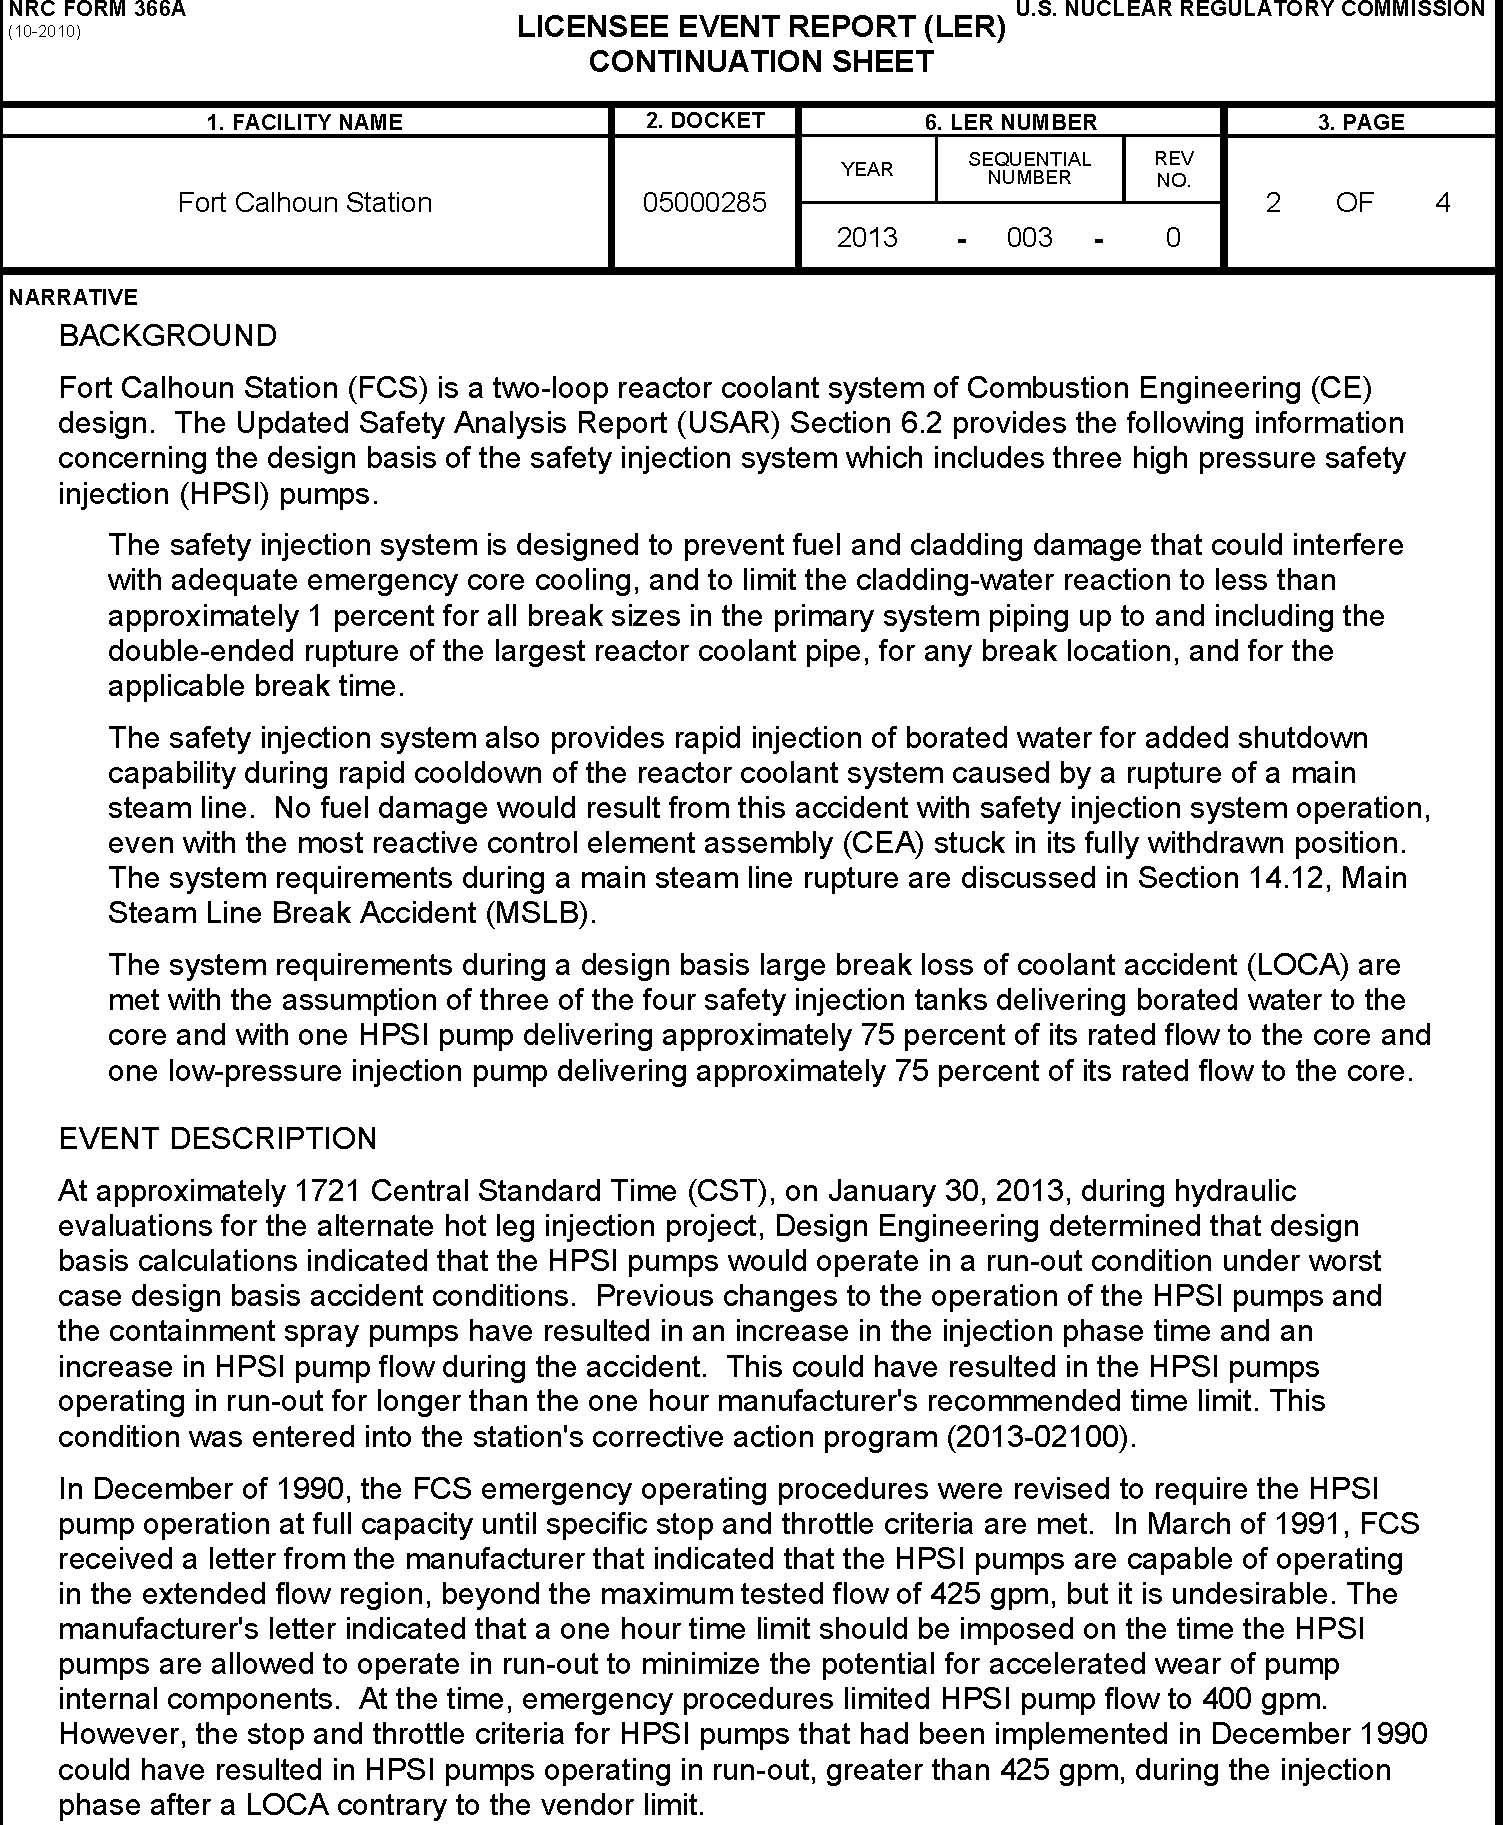 NRC FORM 366A
(10-2010)
U.S. NUCLEAR REGULATORY COMMISSION
LICENSEE EVENT REPORT (LER)
CONTINUATION SHEET
1. FACILITY NAME
2. DOCKET
6. LER NUMBER
3. PAGE
Fort Calhoun Station
05000285
YEAR
SEQUENTIAL
NUMBER
REV
NO.
2 OF 4
2013 - 003 - 0
NARRATIVE
BACKGROUND
Fort Calhoun Station (FCS) is a two-loop reactor coolant system of Combustion Engineering (CE)
design. The Updated Safety Analysis Report (USAR) Section 6.2 provides the following information
concerning the design basis of the safety injection system which includes three high pressure safety
injection (HPSI) pumps.
The safety injection system is designed to prevent fuel and cladding damage that could interfere
with adequate emergency core cooling, and to limit the cladding-water reaction to less than
approximately 1 percent for all break sizes in the primary system piping up to and including the
double-ended rupture of the largest reactor coolant pipe, for any break location, and for the
applicable break time.
The safety injection system also provides rapid injection of borated water for added shutdown
capability during rapid cooldown of the reactor coolant system caused by a rupture of a main
steam line. No fuel damage would result from this accident with safety injection system operation,
even with the most reactive control element assembly (CEA) stuck in its fully withdrawn position.
The system requirements during a main steam line rupture are discussed in Section 14.12, Main
Steam Line Break Accident (MSLB).
The system requirements during a design basis large break loss of coolant accident (LOCA) are
met with the assumption of three of the four safety injection tanks delivering borated water to the
core and with one HPSI pump delivering approximately 75 percent of its rated flow to the core and
one low-pressure injection pump delivering approximately 75 percent of its rated flow to the core.
EVENT DESCRIPTION
At approximately 1721 Central Standard Time (CST), on January 30, 2013, during hydraulic
evaluations for the alternate hot leg injection project, Design Engineering determined that design
basis calculations indicated that the HPSI pumps would operate in a run-out condition under worst
case design basis accident conditions. Previous changes to the operation of the HPSI pumps and
the containment spray pumps have resulted in an increase in the injection phase time and an
increase in HPSI pump flow during the accident. This could have resulted in the HPSI pumps
operating in run-out for longer than the one hour manufacturer's recommended time limit. This
condition was entered into the station's corrective action program (2013-02100).
In December of 1990, the FCS emergency operating procedures were revised to require the HPSI
pump operation at full capacity until specific stop and throttle criteria are met. In March of 1991, FCS
received a letter from the manufacturer that indicated that the HPSI pumps are capable of operating
in the extended flow region, beyond the maximum tested flow of 425 gpm, but it is undesirable. The
manufacturer's letter indicated that a one hour time limit should be imposed on the time the HPSI
pumps are allowed to operate in run-out to minimize the potential for accelerated wear of pump
internal components. At the time, emergency procedures limited HPSI pump flow to 400 gpm.
However, the stop and throttle criteria for HPSI pumps that had been implemented in December 1990
could have resulted in HPSI pumps operating in run-out, greater than 425 gpm, during the injection
phase after a LOCA contrary to the vendor limit.